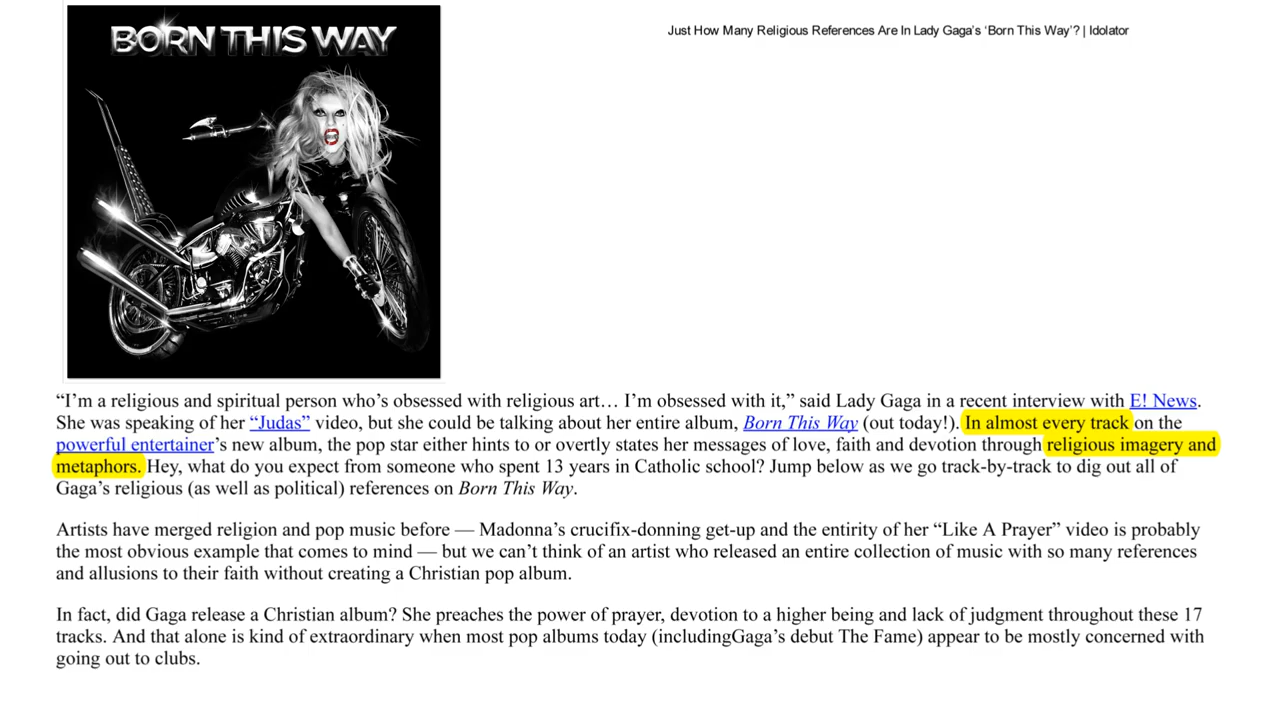 BORN THIS WAY
Just How Many Religious References Are In Lady Gaga's ‘Born This Way’? | Idolator
“I’m a religious and spiritual person who’s obsessed with religious art… I’m obsessed with it,” said Lady Gaga in a recent interview with E! News.
She was speaking of her “Judas” video, but she could be talking about her entire album, Born This Way (out today!). In almost every track on the
powerful entertainer’s new album, the pop star either hints to or overtly states her messages of love, faith and devotion through religious imagery and
metaphors. Hey, what do you expect from someone who spent 13 years in Catholic school? Jump below as we go track-by-track to dig out all of
Gaga’s religious (as well as political) references on Born This Way.
Artists have merged religion and pop music before — Madonna’s crucifix-donning get-up and the entirity of her “Like A Prayer” video is probably
the most obvious example that comes to mind — but we can’t think of an artist who released an entire collection of music with so many references
and allusions to their faith without creating a Christian pop album.
In fact, did Gaga release a Christian album? She preaches the power of prayer, devotion to a higher being and lack of judgment throughout these 17
tracks. And that alone is kind of extraordinary when most pop albums today (includingGaga’s debut The Fame) appear to be mostly concerned with
going out to clubs.